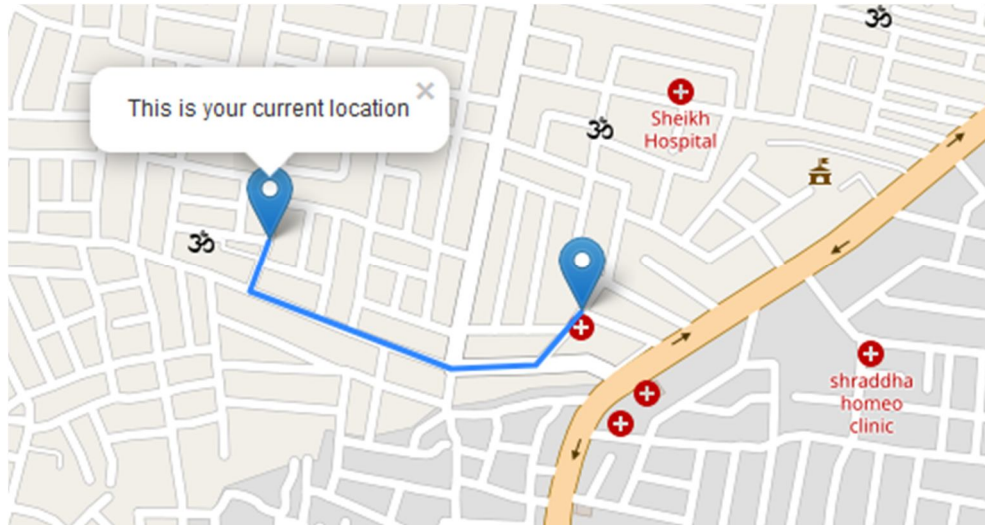 This is your current location ×
Sheikh
Hospital
shraddha
homeo
clinic
ॐ
ॐ
ॐ